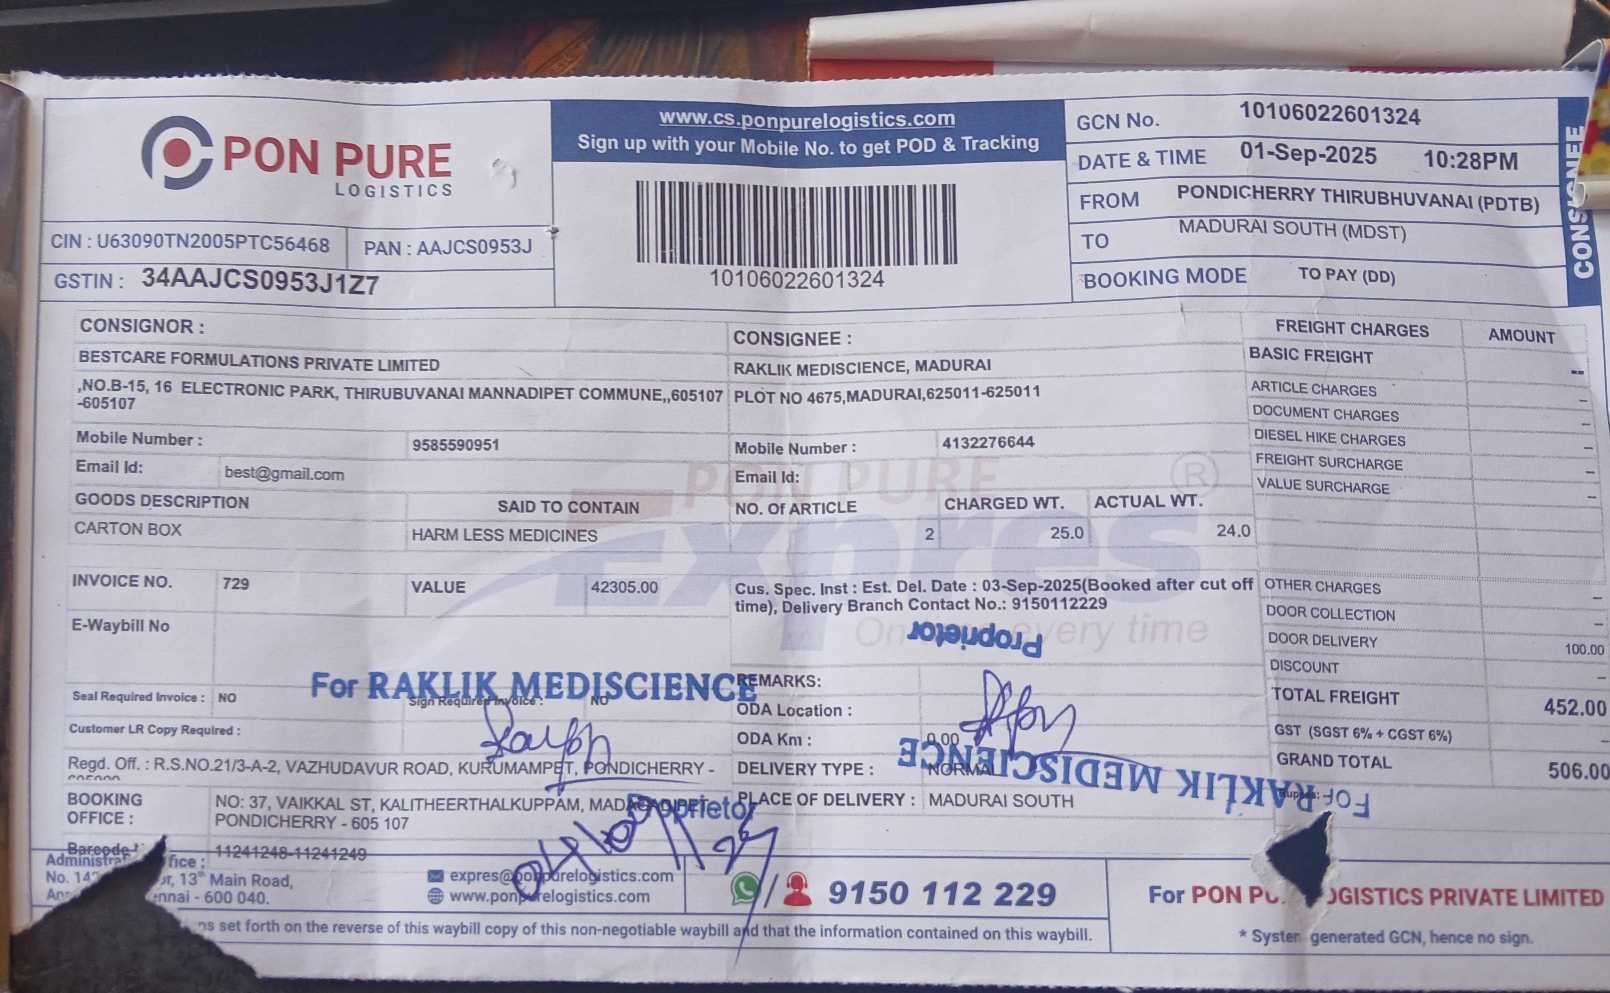 PON PURE
LOGISTICS
www.cs.ponpurelogistics.com
Sign up with your Mobile No. to get POD & Tracking
10106022601324
GCN No. 10106022601324
DATE & TIME 01-Sep-2025 10:28PM
FROM PONDICHERRY THIRUBHUVANAI (PDTB)
TO MADURAI SOUTH (MDST)
BOOKING MODE TO PAY (DD)
CONSIGNEE
CIN : U63090TN2005PTC56468 PAN : AAJCS0953J
GSTIN : 34AAJCS0953J1Z7
CONSIGNOR :
BESTCARE FORMULATIONS PRIVATE LIMITED
,NO.B-15, 16 ELECTRONIC PARK, THIRUBUVANAI MANNADIPET COMMUNE,,605107
-605107
Mobile Number : 9585590951
Email Id: best@gmail.com
CONSIGNEE :
RAKLIK MEDISCIENCE, MADURAI
PLOT NO 4675,MADURAI,625011-625011
Mobile Number : 4132276644
Email Id:
GOODS DESCRIPTION SAID TO CONTAIN NO. OF ARTICLE CHARGED WT. ACTUAL WT.
CARTON BOX HARM LESS MEDICINES 2 25.0 24.0
PON PURE
Expres ®
On every time
INVOICE NO. 729 VALUE 42305.00
E-Waybill No
Cus. Spec. Inst : Est. Del. Date : 03-Sep-2025(Booked after cut off
time), Delivery Branch Contact No.: 9150112229
Proprietor
For RAKLIK MEDISCIENCE
Seal Required Invoice : NO Sign Required Invoice : NO
Customer LR Copy Required :
REMARKS:
ODA Location :
ODA Km : 0.00
DELIVERY TYPE : NORMAL
PLACE OF DELIVERY : MADURAI SOUTH
For RAKLIK MEDISCIENCE
Regd. Off. : R.S.NO.21/3-A-2, VAZHUDAVUR ROAD, KURUMAMPET, PONDICHERRY -
BOOKING
OFFICE :
NO: 37, VAIKKAL ST, KALITHEERTHALKUPPAM, MADAGADIPET
PONDICHERRY - 605 107
Proprietor
11241248-11241249
FREIGHT CHARGES AMOUNT
BASIC FREIGHT --
ARTICLE CHARGES –
DOCUMENT CHARGES –
DIESEL HIKE CHARGES –
FREIGHT SURCHARGE –
VALUE SURCHARGE –
OTHER CHARGES –
DOOR COLLECTION –
DOOR DELIVERY 100.00
DISCOUNT –
TOTAL FREIGHT 452.00
GST (SGST 6% + CGST 6%) –
GRAND TOTAL 506.00
No. 13th Main Road,
600 040.
expres@ponpurelogistics.com
www.ponpurelogistics.com
/ 9150 112 229
set forth on the reverse of this waybill copy of this non-negotiable waybill and that the information contained on this waybill.
For PON LOGISTICS PRIVATE LIMITED
* System generated GCN, hence no sign.